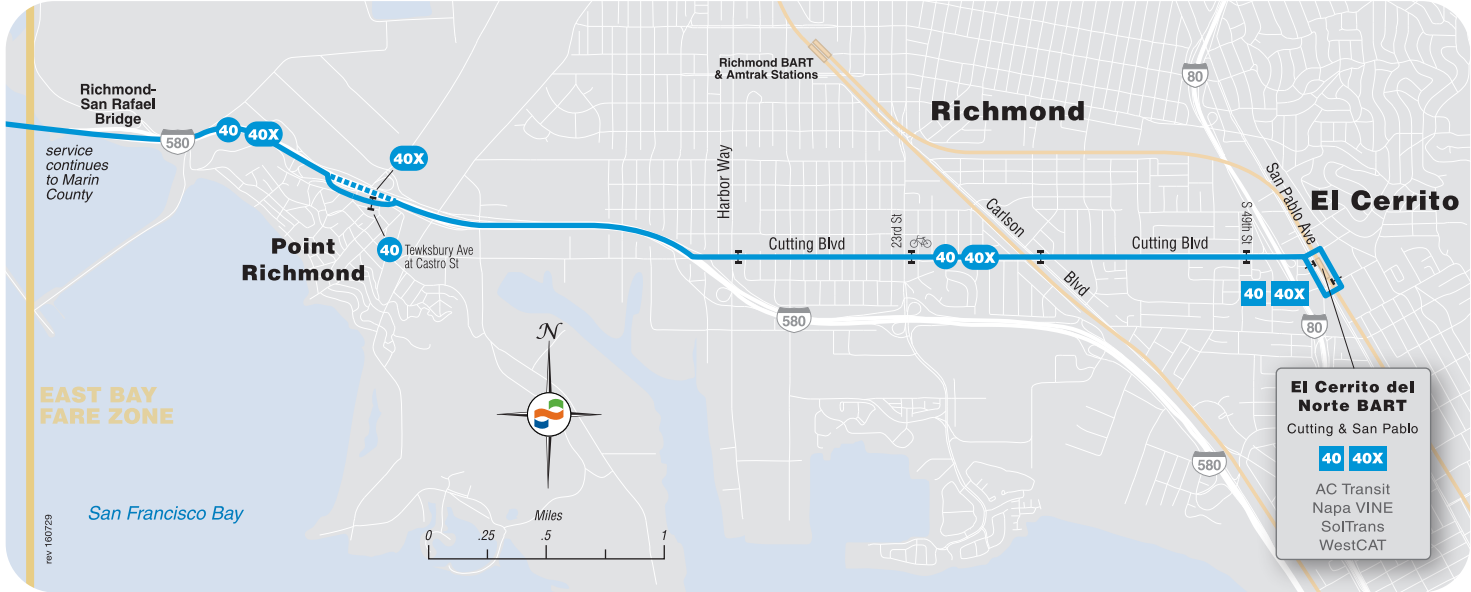 Richmond-
San Rafael
Bridge
580
40
40X
service
continues
to Marin
County
40X
Point
Richmond
40
Tewksbury Ave
at Castro St
Richmond BART
& Amtrak Stations
Richmond
80
El Cerrito
San Pablo Ave
Harbor Way
Cutting Blvd
23rd St
40
40X
Carlson
Blvd
Cutting Blvd
S 49th St
40
40X
580
80
580
N
EAST BAY
FARE ZONE
San Francisco Bay
rev 160729
Miles
0 .25 .5 1
El Cerrito del
Norte BART
Cutting & San Pablo
40 40X
AC Transit
Napa VINE
SolTrans
WestCAT